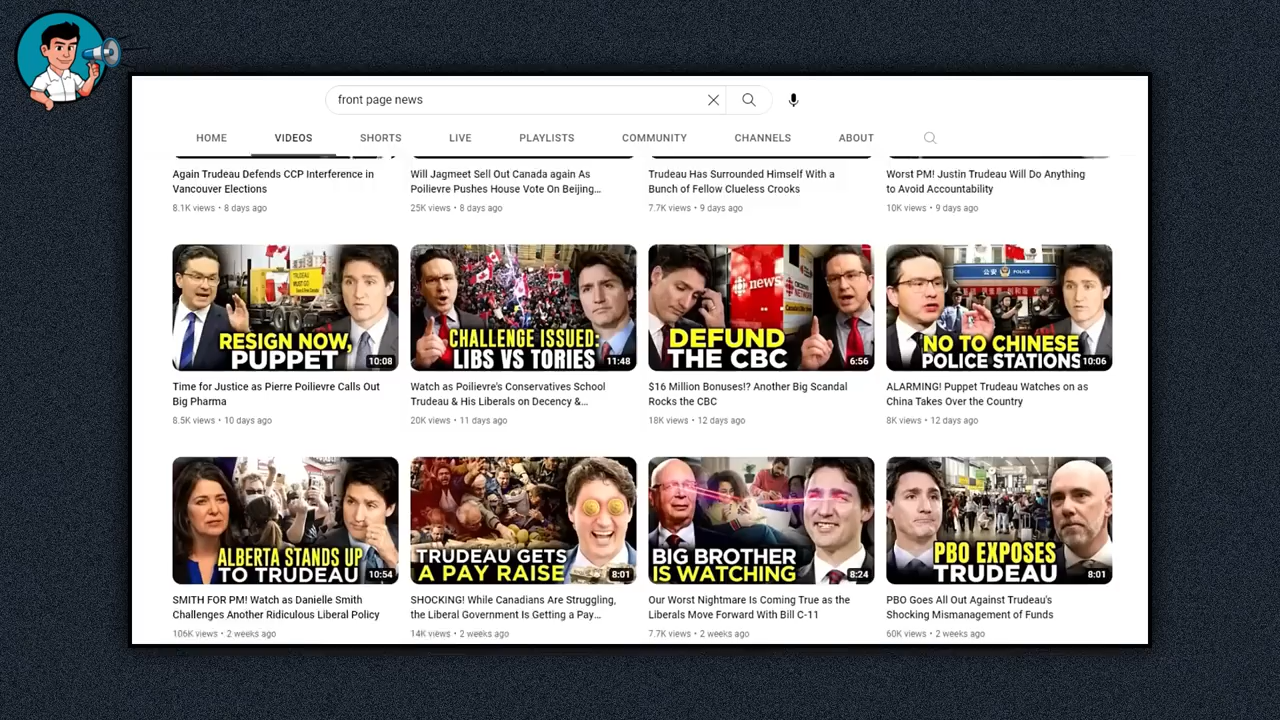 front page news
HOME VIDEOS SHORTS LIVE PLAYLISTS COMMUNITY CHANNELS ABOUT
Again Trudeau Defends CCP Interference in
Vancouver Elections
8.1K views • 8 days ago
Will Jagmeet Sell Out Canada again As
Poilievre Pushes House Vote On Beijing...
25K views • 8 days ago
Trudeau Has Surrounded Himself With a
Bunch of Fellow Clueless Crooks
7.7K views • 9 days ago
Worst PM! Justin Trudeau Will Do Anything
to Avoid Accountability
10K views • 9 days ago
TRUDEAU
MUST GO
RESIGN NOW,
PUPPET
10:08
Time for Justice as Pierre Poilievre Calls Out
Big Pharma
8.5K views • 10 days ago
CHALLENGE ISSUED:
LIBS VS TORIES
11:48
Watch as Poilievre's Conservatives School
Trudeau & His Liberals on Decency &...
20K views • 11 days ago
news
DEFUND
THE CBC
6:56
$16 Million Bonuses!? Another Big Scandal
Rocks the CBC
18K views • 12 days ago
公安 POLICE
NO TO CHINESE
POLICE STATIONS
10:06
ALARMING! Puppet Trudeau Watches on as
China Takes Over the Country
8K views • 12 days ago
ALBERTA STANDS UP
TO TRUDEAU
10:54
SMITH FOR PM! Watch as Danielle Smith
Challenges Another Ridiculous Liberal Policy
106K views • 2 weeks ago
TRUDEAU GETS
A PAY RAISE
8:01
SHOCKING! While Canadians Are Struggling,
the Liberal Government Is Getting a Pay...
14K views • 2 weeks ago
BIG BROTHER
IS WATCHING
8:24
Our Worst Nightmare Is Coming True as the
Liberals Move Forward With Bill C-11
7.7K views • 2 weeks ago
PBO EXPOSES
TRUDEAU
8:01
PBO Goes All Out Against Trudeau's
Shocking Mismanagement of Funds
60K views • 2 weeks ago